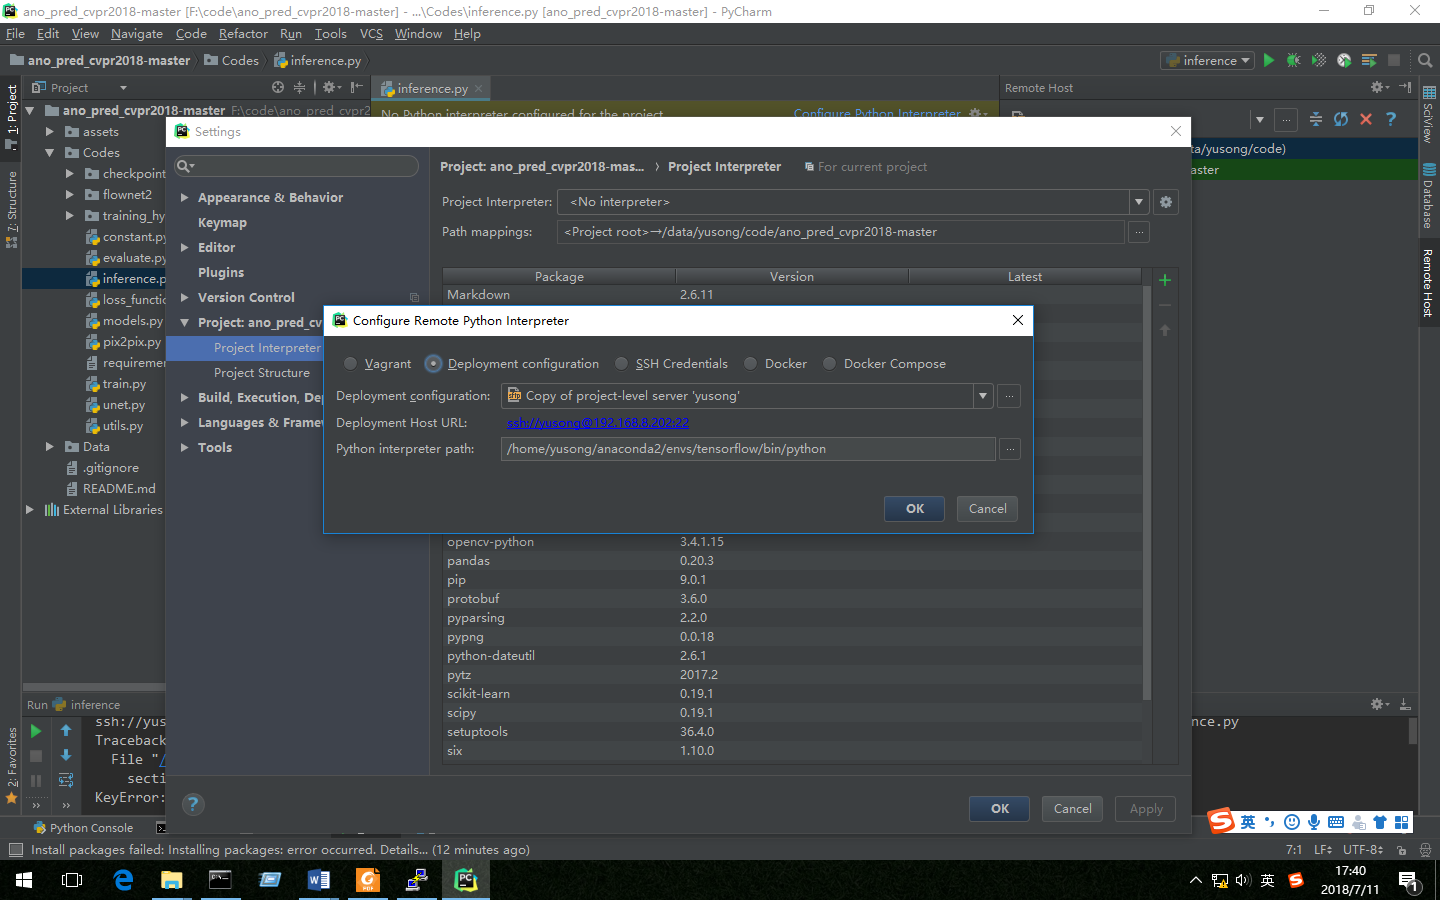 ano_pred_cvpr2018-master [F:\code\ano_pred_cvpr2018-master] - ...\Codes\inference.py [ano_pred_cvpr2018-master] - PyCharm
File Edit View Navigate Code Refactor Run Tools VCS Window Help
ano_pred_cvpr2018-master Codes inference.py
inference
Project
inference.py
Remote Host
1: Project
7: Structure
2: Favorites
SciView
Database
Remote Host
ano_pred_cvpr2018-master F:\code\ano_pred_cvpr2
assets
Codes
checkpoint
flownet2
training_hy
constant.py
evaluate.py
inference.p
loss_functio
models.py
pix2pix.py
requiremen
train.py
unet.py
utils.py
Data
.gitignore
README.md
External Libraries
No Python interpreter configured for the project
Configure Python Interpreter
ta/yusong/code)
aster
Settings
Appearance & Behavior
Keymap
Editor
Plugins
Version Control
Project: ano_pred_cv
Project Interpreter
Project Structure
Build, Execution, De
Languages & Framew
Tools
Project: ano_pred_cvpr2018-mas... › Project Interpreter For current project
Project Interpreter: <No interpreter>
Path mappings: <Project root>→/data/yusong/code/ano_pred_cvpr2018-master
Package Version Latest
Markdown 2.6.11
Configure Remote Python Interpreter
Vagrant Deployment configuration SSH Credentials Docker Docker Compose
Deployment configuration: Copy of project-level server 'yusong'
Deployment Host URL: ssh://yusong@192.168.8.202:22
Python interpreter path: /home/yusong/anaconda2/envs/tensorflow/bin/python
OK Cancel
opencv-python 3.4.1.15
pandas 0.20.3
pip 9.0.1
protobuf 3.6.0
pyparsing 2.2.0
pypng 0.0.18
python-dateutil 2.6.1
pytz 2017.2
scikit-learn 0.19.1
scipy 0.19.1
setuptools 36.4.0
six 1.10.0
OK Cancel Apply
Run inference
ssh://yus
nce.py
Traceback
File "/
secti
KeyError:
Python Console
Install packages failed: Installing packages: error occurred. Details... (12 minutes ago)
7:1 LF UTF-8
英
英
17:40
2018/7/11
1